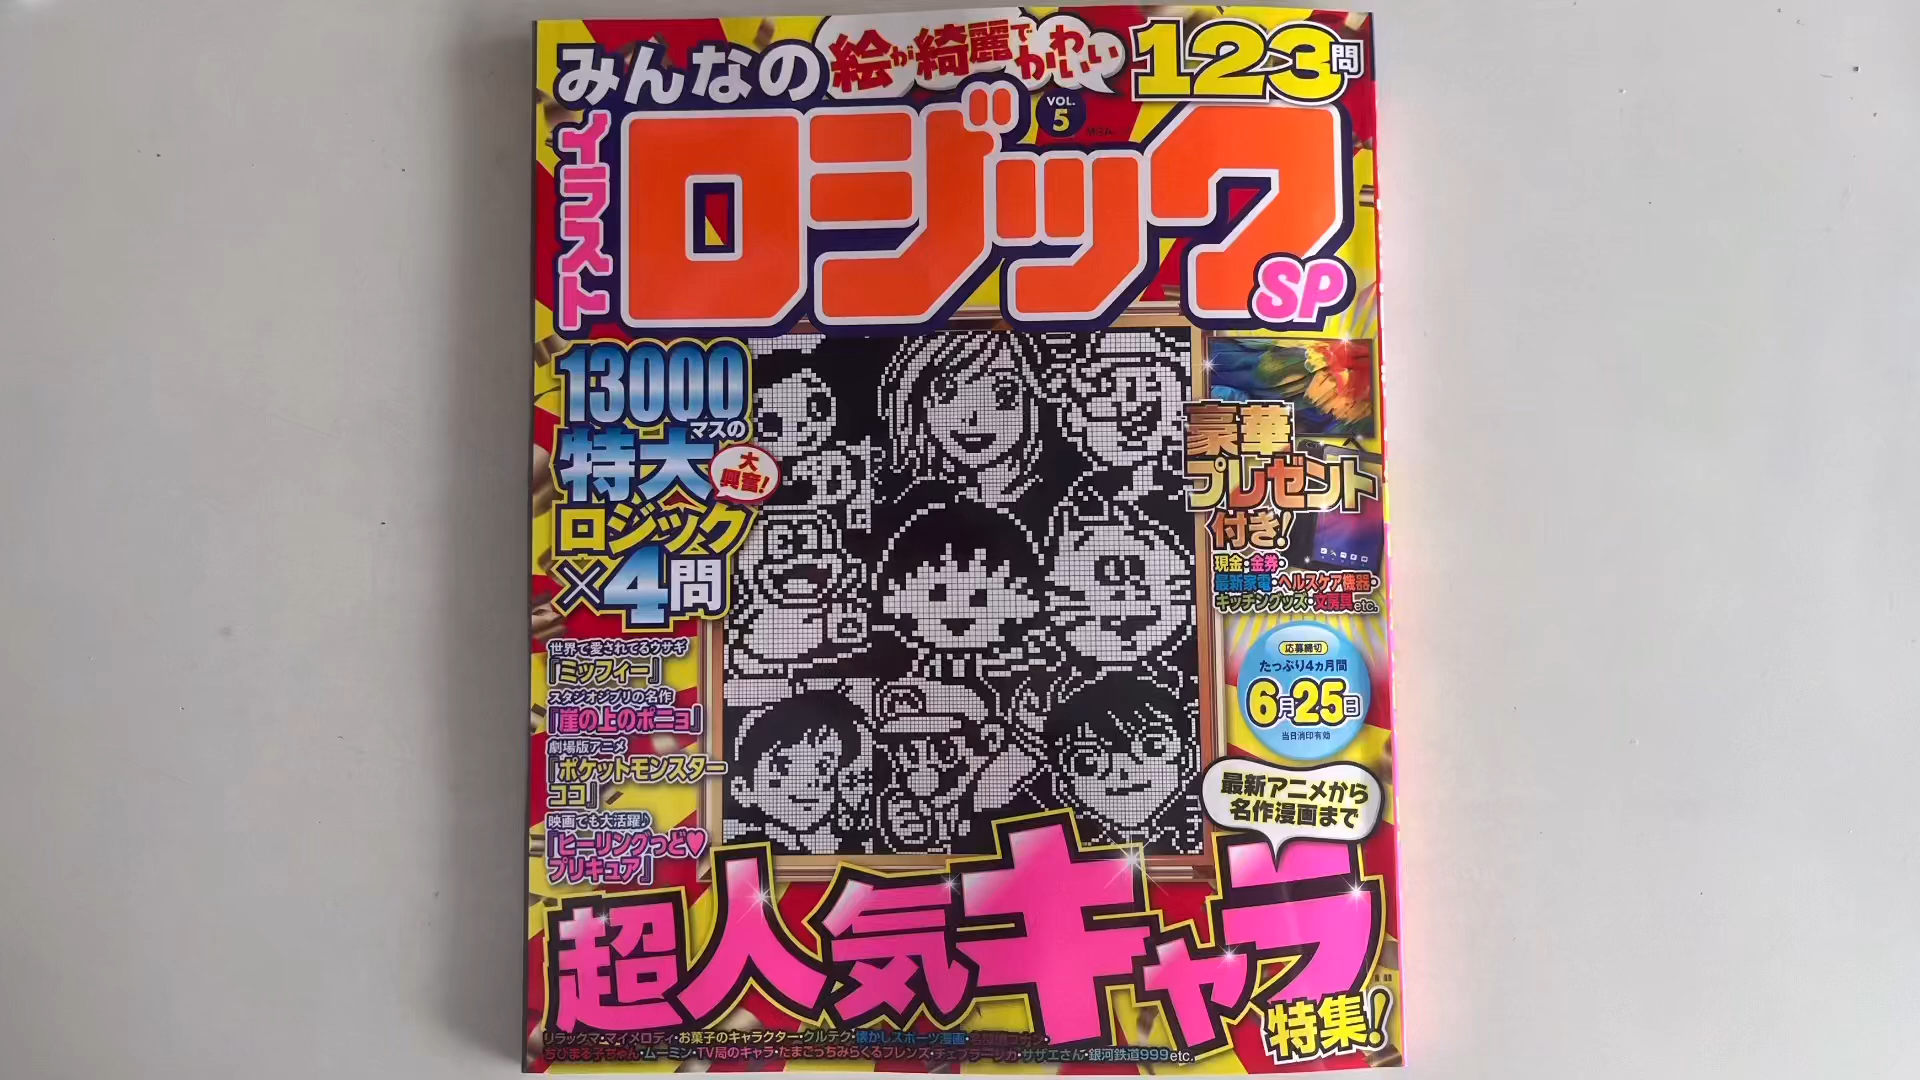 みんなの
絵が綺麗でかわいい
123問
イラスト
ロジック
SP
VOL.
5
13000
マスの
特大
大興奮!
ロジック
×4問
豪華
プレゼント
付き!
現金・金券・
最新家電・ヘルスケア機器・
キッチングッズ・文房具etc.
応募締切
たっぷり4ヵ月間
6月25日
当日消印有効
世界で愛されてるウサギ
『ミッフィー』
スタジオジブリの名作
『崖の上のポニョ』
劇場版アニメ
『ポケットモンスター
ココ』
映画でも大活躍♪
『ヒーリングっど♥
プリキュア』
最新アニメから
名作漫画まで
超人気キャラ
特集!
リラックマ・マイメロディ・お菓子のキャラクター・クルテク・懐かしスポーツ漫画・名探偵コナン・
ちびまる子ちゃん・ムーミン・TV局のキャラ・たまごっちみらくるフレンズ・チェブラーシカ・サザエさん・銀河鉄道999etc.